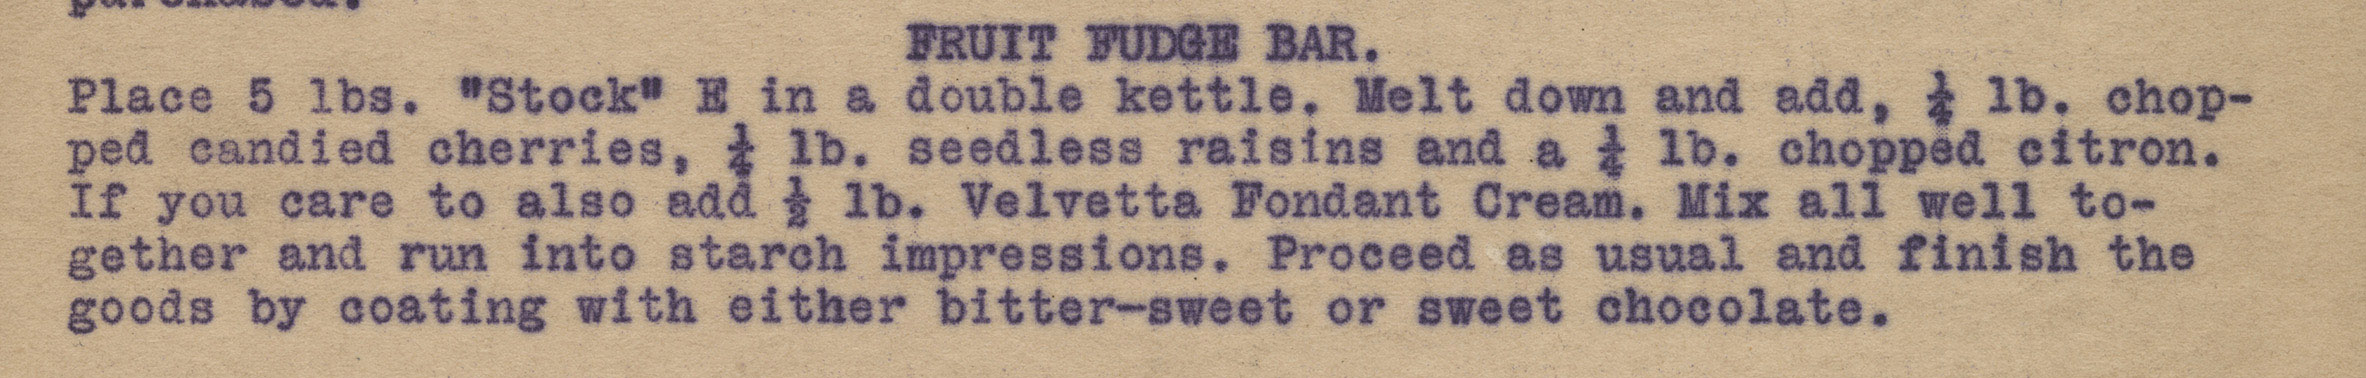 purchased.
FRUIT FUDGE BAR.
Place 5 lbs. "Stock" E in a double kettle. Melt down and add, ¼ lb. chop-
ped candied cherries, ¼ lb. seedless raisins and a ¼ lb. chopped citron.
If you care to also add ½ lb. Velvetta Fondant Cream. Mix all well to-
gether and run into starch impressions. Proceed as usual and finish the
goods by coating with either bitter-sweet or sweet chocolate.